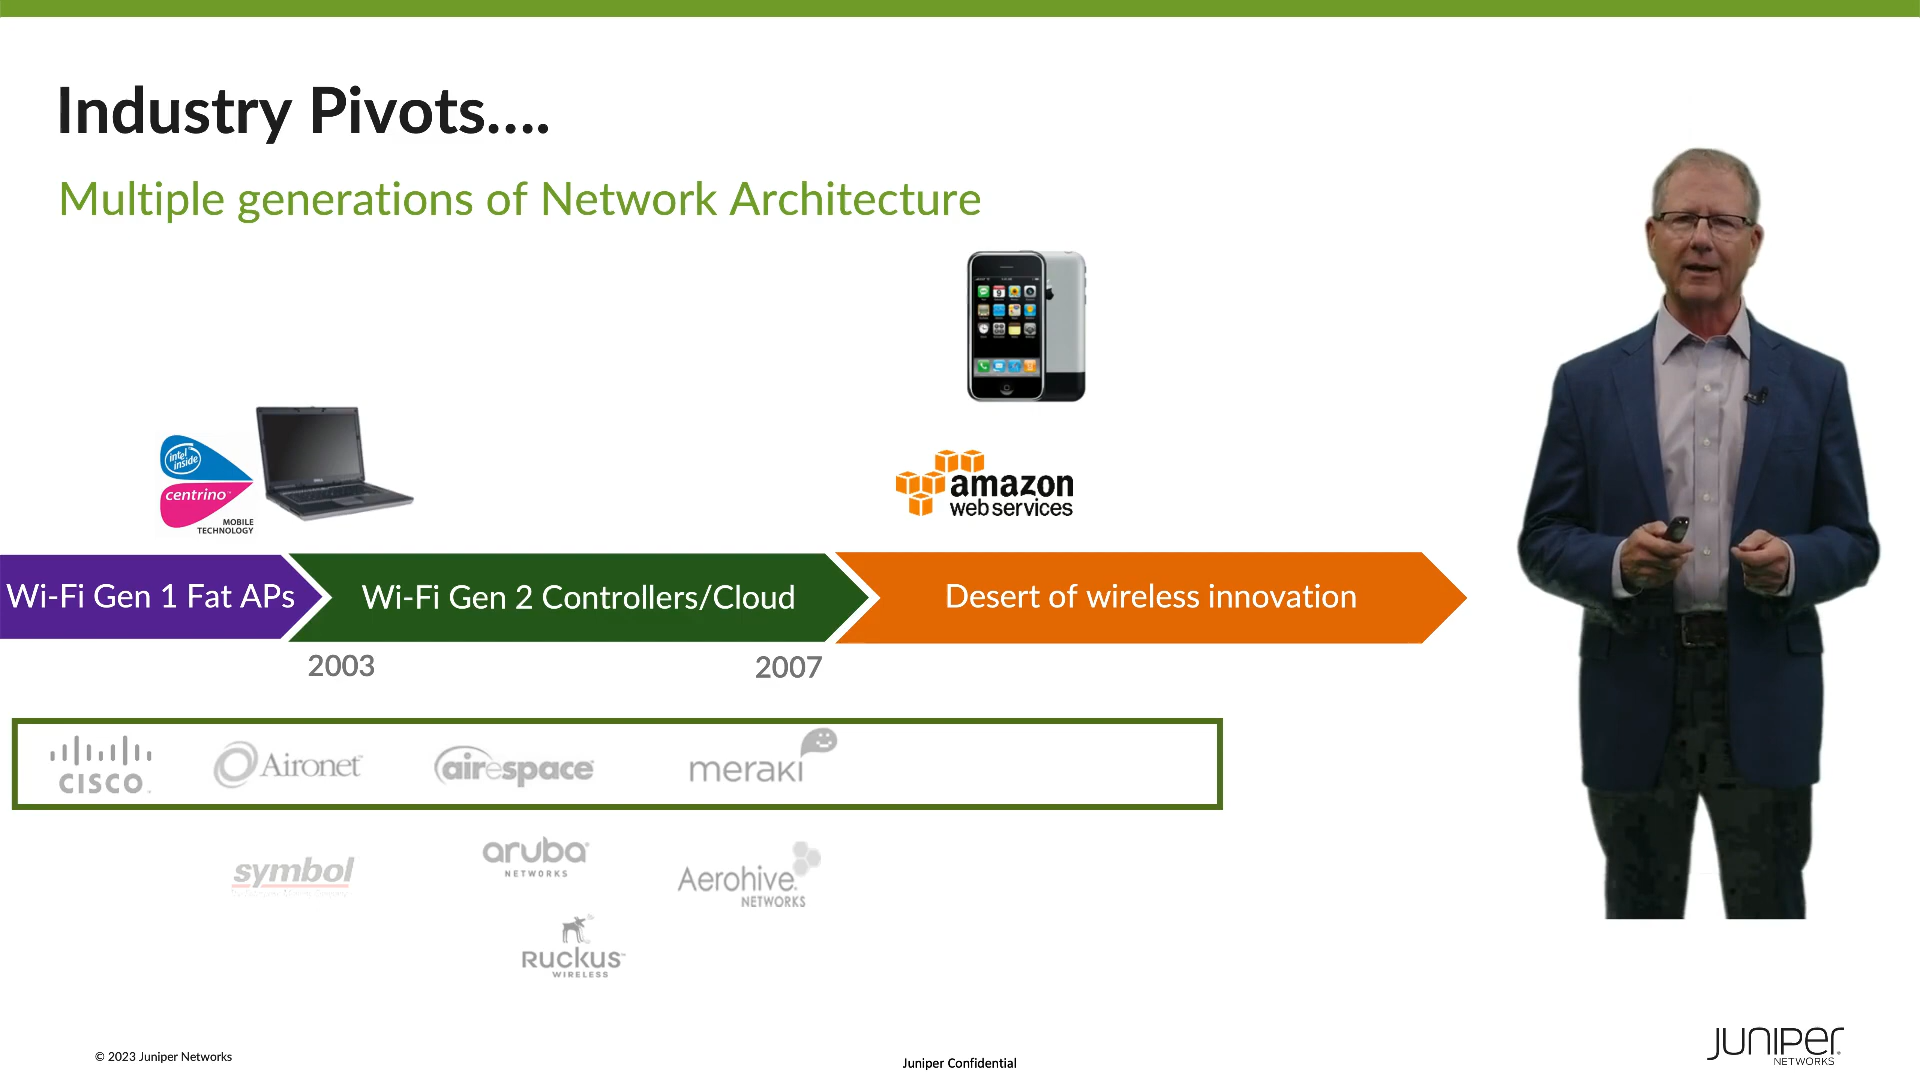 Industry Pivots....
Multiple generations of Network Architecture
intel
inside
centrino™
MOBILE
TECHNOLOGY
amazon
web services
Wi-Fi Gen 1 Fat APs
Wi-Fi Gen 2 Controllers/Cloud
Desert of wireless innovation
2003
2007
CISCO
Aironet
airespace
meraki
symbol
aruba
NETWORKS
Aerohive
NETWORKS
Ruckus
WIRELESS
© 2023 Juniper Networks
Juniper Confidential
JUNIPEr
NETWORKS